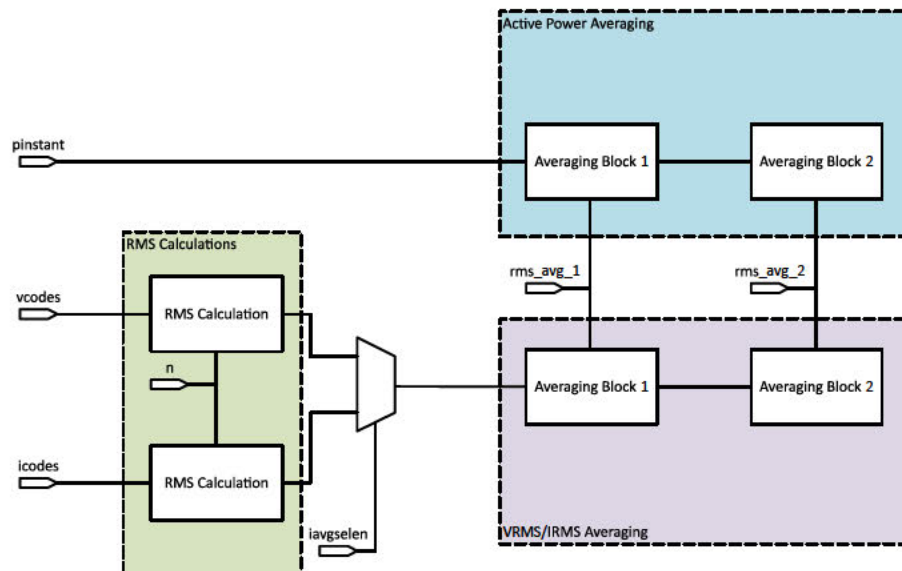 Active Power Averaging
pinstant
Averaging Block 1
Averaging Block 2
RMS Calculations
rms_avg_1
rms_avg_2
vcodes
RMS Calculation
n
Averaging Block 1
Averaging Block 2
icodes
RMS Calculation
iavgselen
VRMS/IRMS Averaging